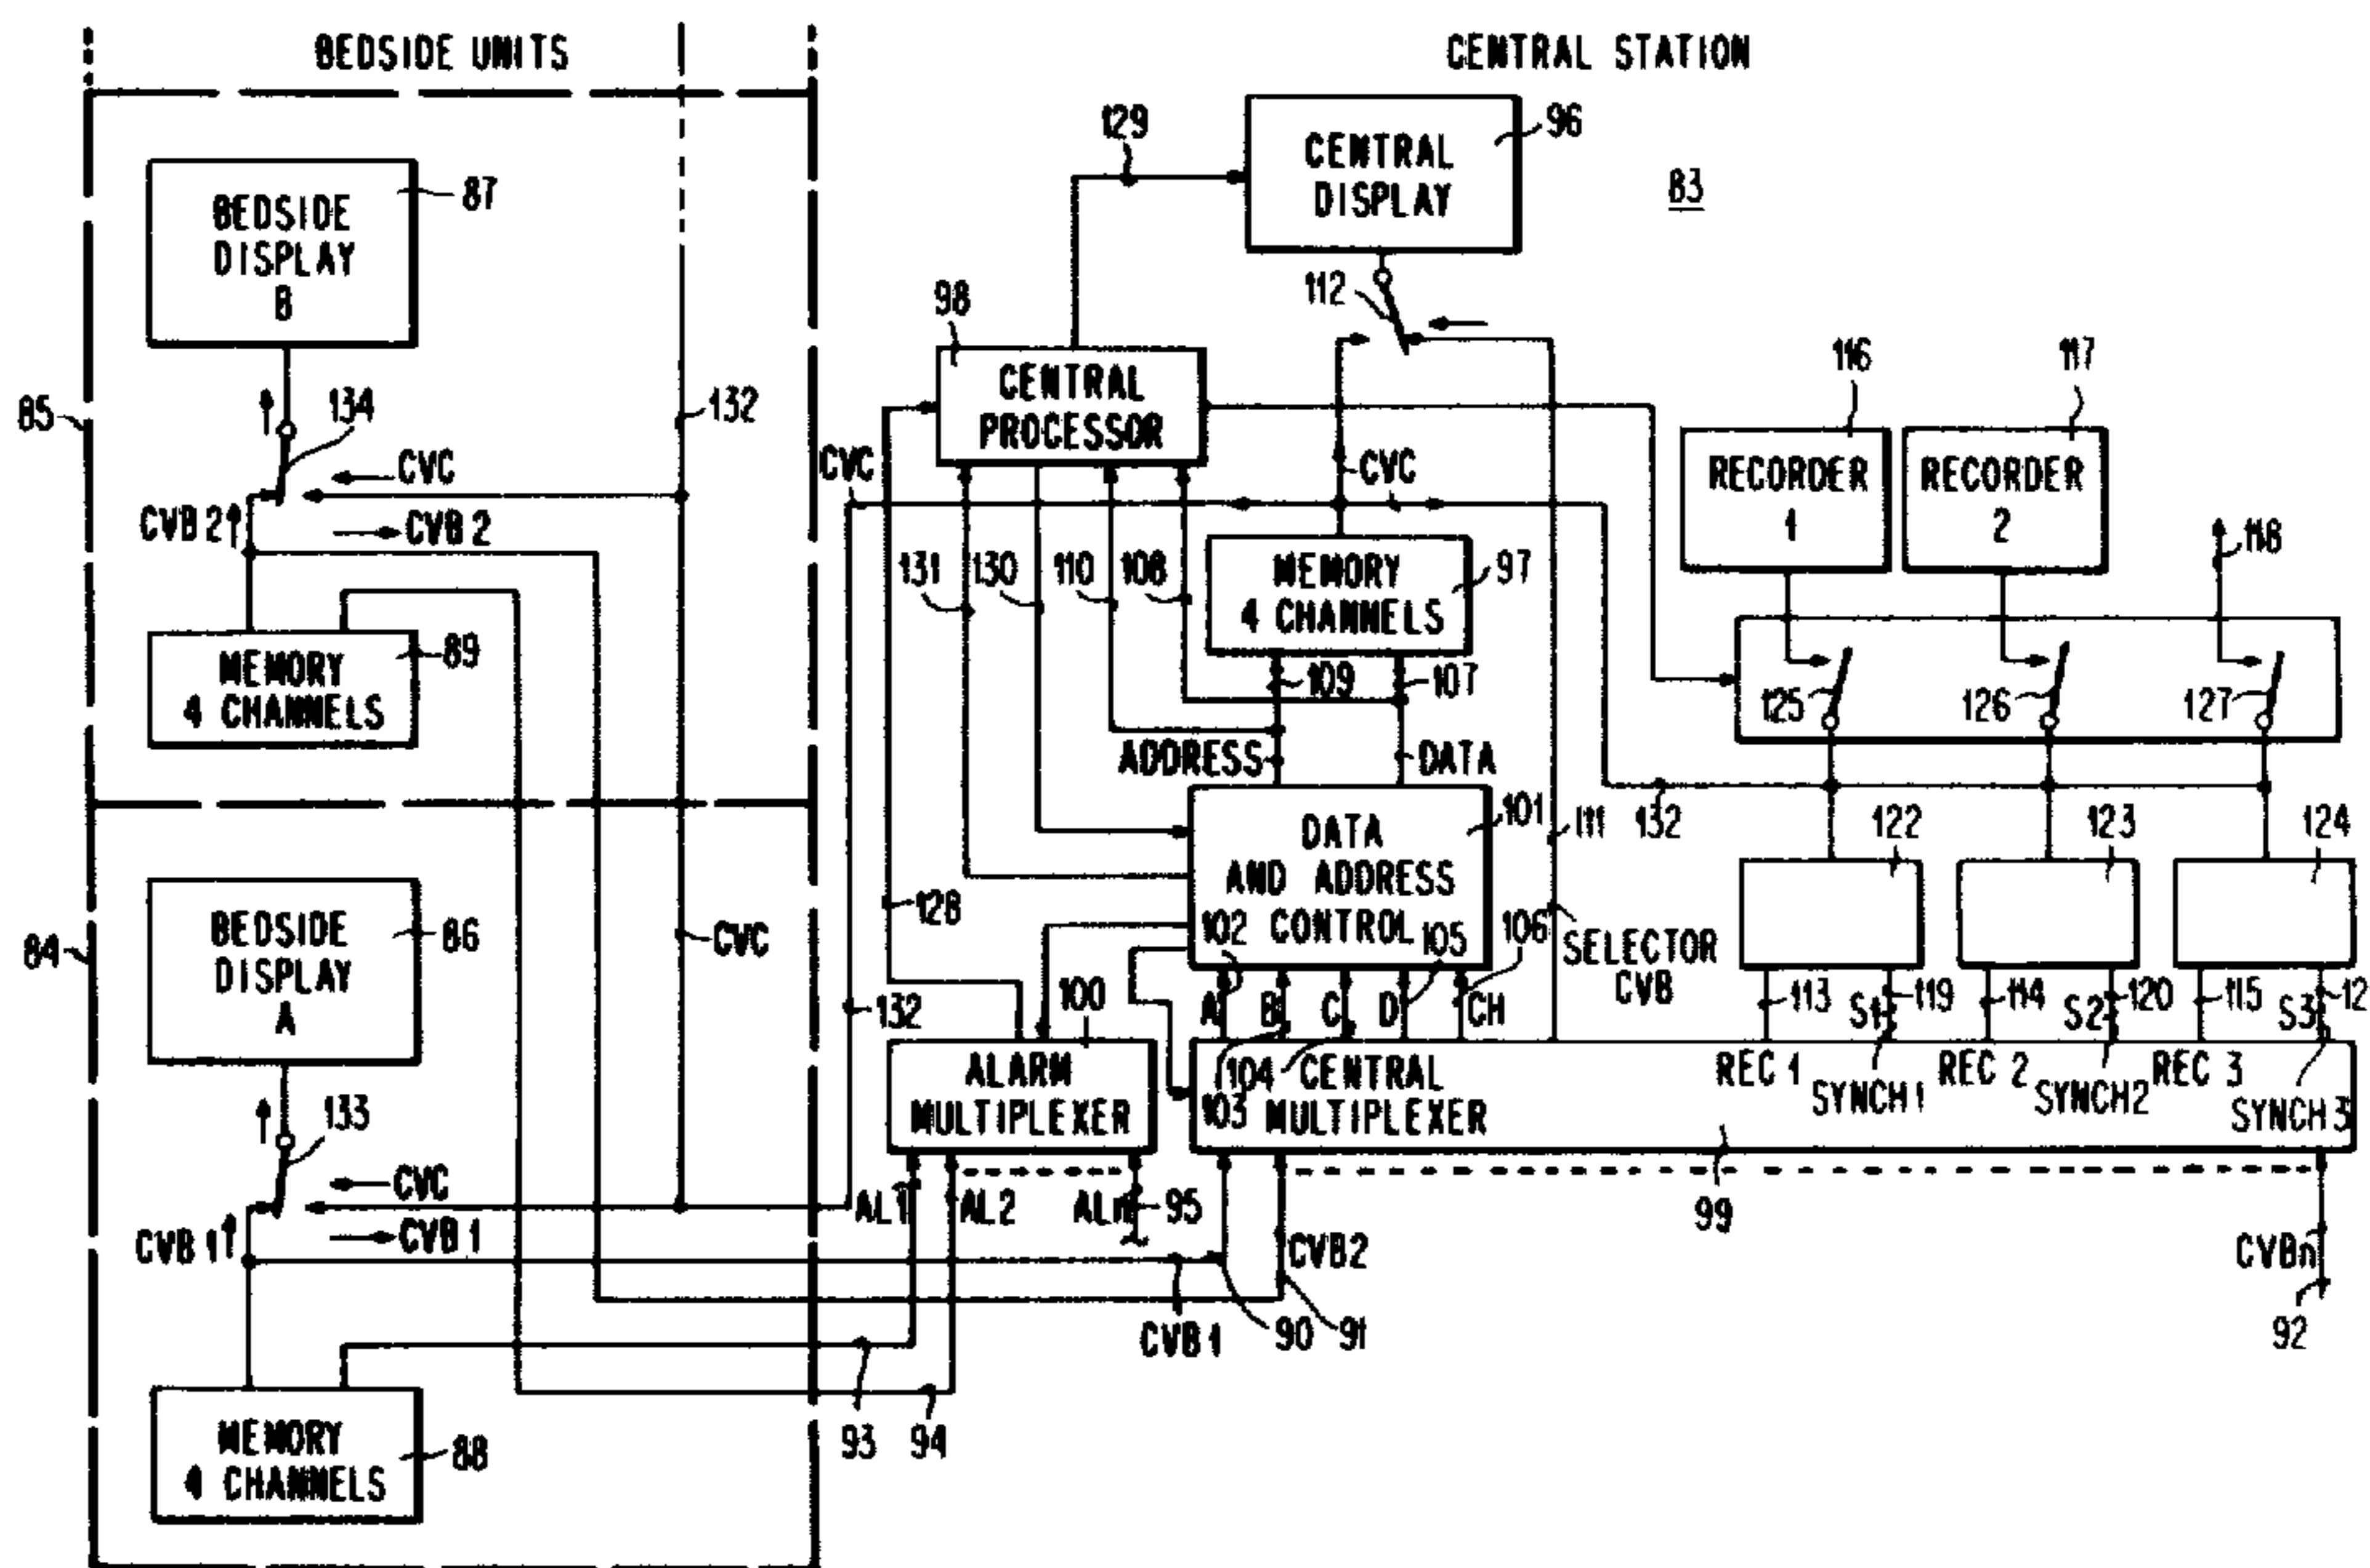 BEDSIDE UNITS
CENTRAL STATION
129
CENTRAL
DISPLAY
96
83
87
BEDSIDE
DISPLAY
B
98
112
116
117
CENTRAL
PROCESSOR
85
134
132
CVC
CVC
CVC
RECORDER
1
RECORDER
2
CVB 2
CVB 2
118
131
130
110
108
MEMORY
4 CHANNELS
97
MEMORY
4 CHANNELS
89
109
107
125
126
127
ADDRESS
DATA
DATA
AND ADDRESS
CONTROL
101
111
132
122
123
124
BEDSIDE
DISPLAY
A
86
84
CVC
128
102
105
106
SELECTOR
CVB
132
100
A
B
C
D
CH
113
S1
119
114
S2
120
115
S3
12
ALARM
MULTIPLEXER
103
104
CENTRAL
MULTIPLEXER
REC 1
SYNCH 1
REC 2
SYNCH 2
REC 3
SYNCH 3
133
CVC
CVB 1
CVB 1
AL1
AL2
ALn
95
99
CVB2
CVBn
CVB 1
90
91
92
93
94
MEMORY
4 CHANNELS
88